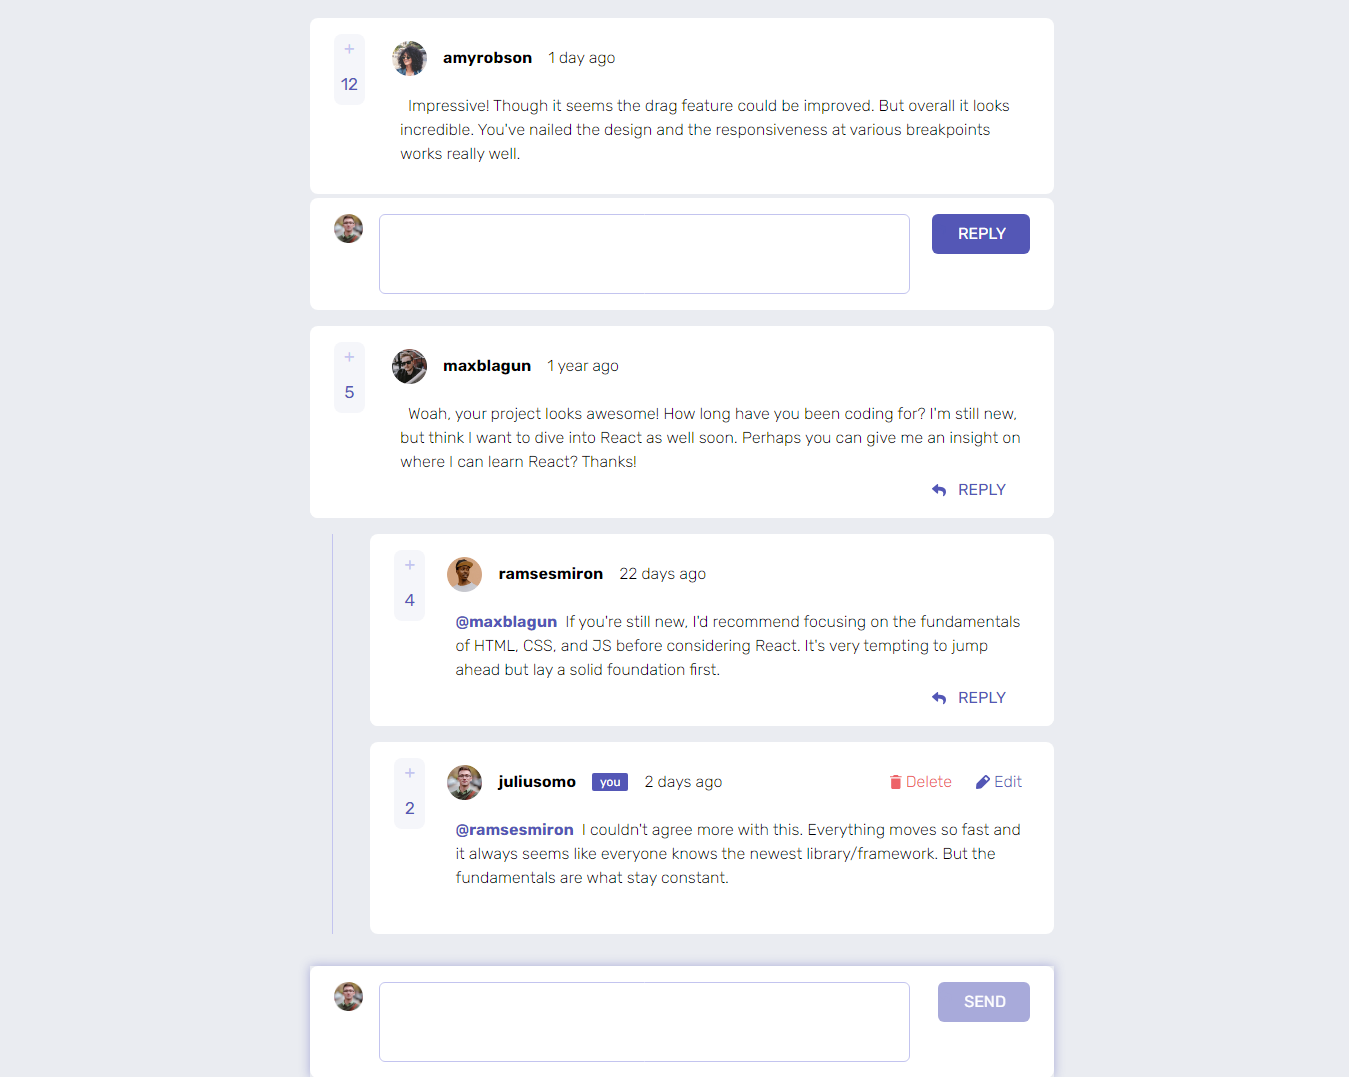 +
12
amyrobson 1 day ago
Impressive! Though it seems the drag feature could be improved. But overall it looks
incredible. You've nailed the design and the responsiveness at various breakpoints
works really well.
REPLY
+
5
maxblagun 1 year ago
Woah, your project looks awesome! How long have you been coding for? I'm still new,
but think I want to dive into React as well soon. Perhaps you can give me an insight on
where I can learn React? Thanks!
REPLY
+
4
ramsesmiron 22 days ago
@maxblagun If you're still new, I'd recommend focusing on the fundamentals
of HTML, CSS, and JS before considering React. It's very tempting to jump
ahead but lay a solid foundation first.
REPLY
+
2
juliusomo you 2 days ago Delete Edit
@ramsesmiron I couldn't agree more with this. Everything moves so fast and
it always seems like everyone knows the newest library/framework. But the
fundamentals are what stay constant.
SEND